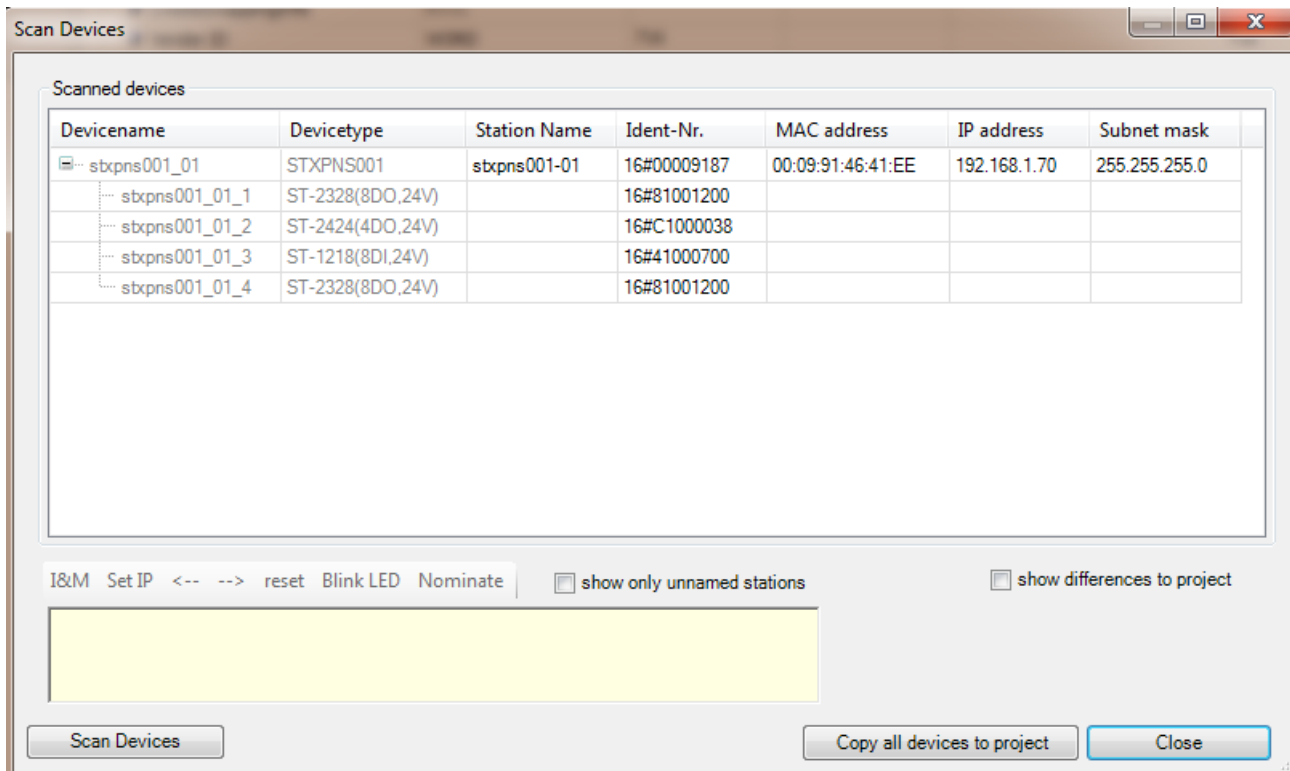 Scan Devices
Scanned devices
Devicename Devicetype Station Name Ident-Nr. MAC address IP address Subnet mask
stxpns001_01 STXPNS001 stxpns001-01 16#00009187 00:09:91:46:41:EE 192.168.1.70 255.255.255.0
stxpns001_01_1 ST-2328(8DO,24V) 16#81001200
stxpns001_01_2 ST-2424(4DO,24V) 16#C1000038
stxpns001_01_3 ST-1218(8DI,24V) 16#41000700
stxpns001_01_4 ST-2328(8DO,24V) 16#81001200
I&M Set IP <-- --> reset Blink LED Nominate show only unnamed stations show differences to project
Scan Devices Copy all devices to project Close